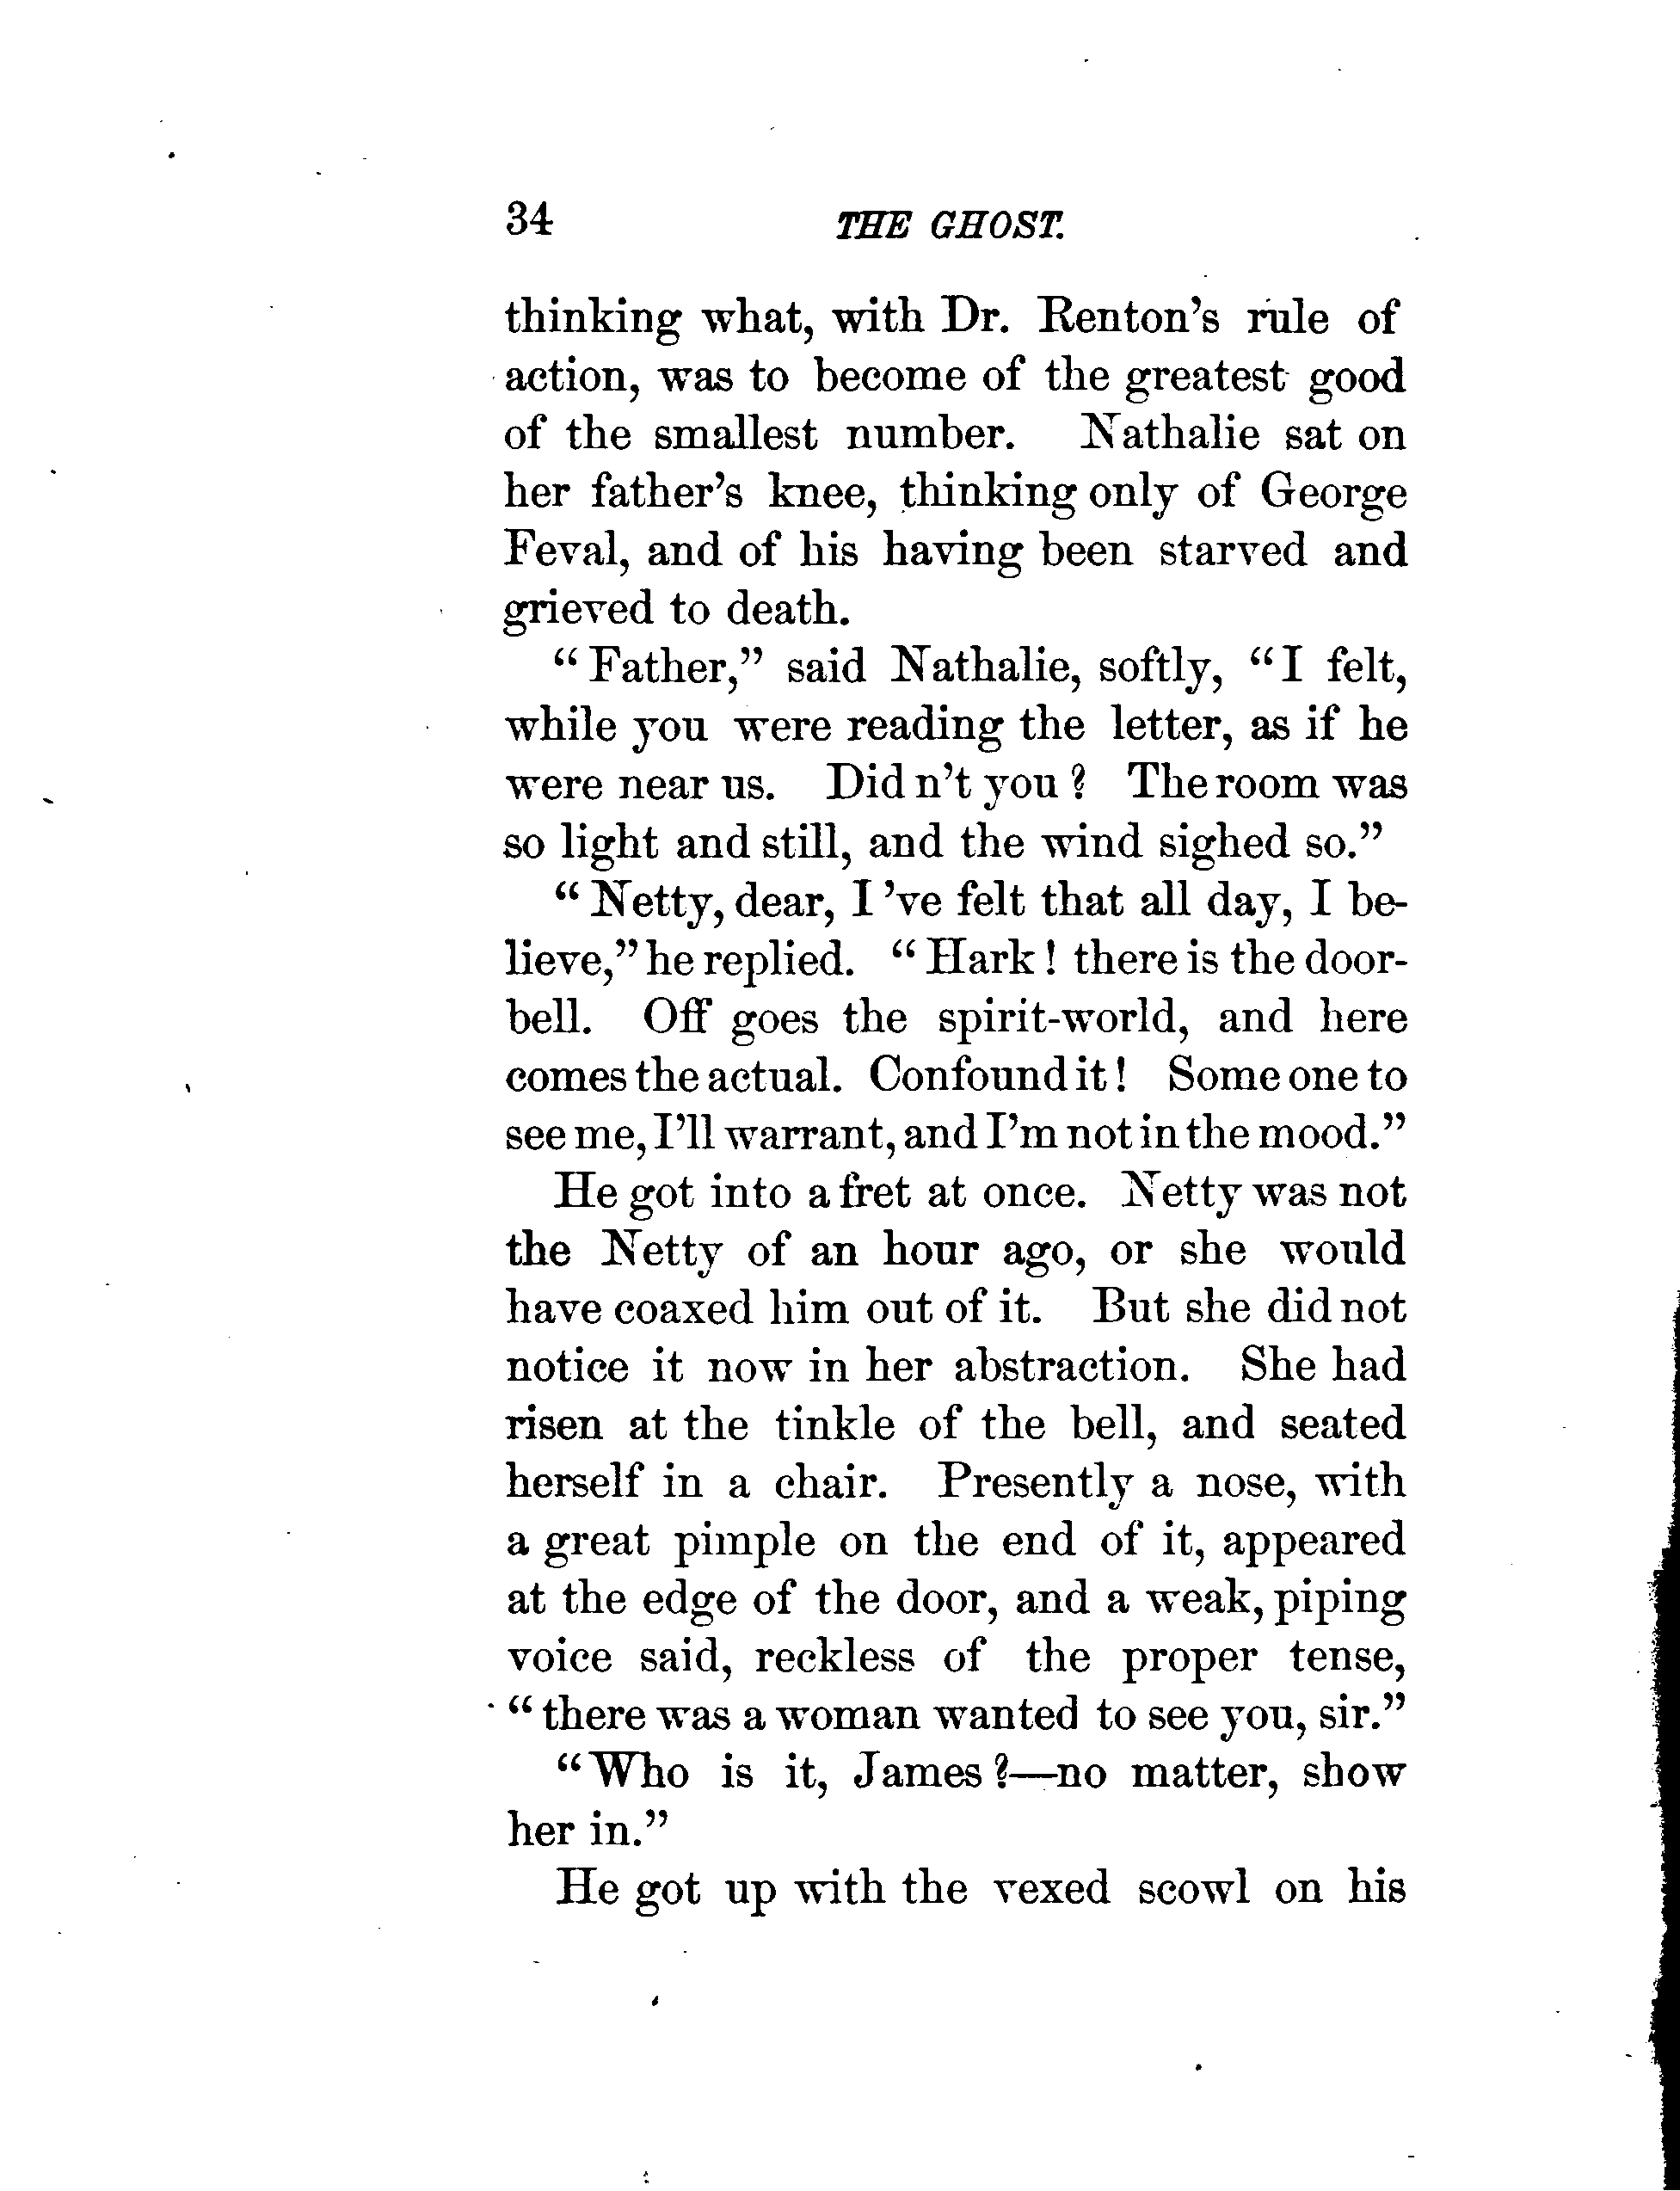 34 THE GHOST.
thinking what, with Dr. Renton's rule of
action, was to become of the greatest good
of the smallest number. Nathalie sat on
her father's knee, thinking only of George
Feval, and of his having been starved and
grieved to death.
“Father,” said Nathalie, softly, “I felt,
while you were reading the letter, as if he
were near us. Did n't you? The room was
so light and still, and the wind sighed so.”
“Netty, dear, I 've felt that all day, I be-
lieve,” he replied. “Hark! there is the door-
bell. Off goes the spirit-world, and here
comes the actual. Confound it! Some one to
see me, I'll warrant, and I'm not in the mood.”
He got into a fret at once. Netty was not
the Netty of an hour ago, or she would
have coaxed him out of it. But she did not
notice it now in her abstraction. She had
risen at the tinkle of the bell, and seated
herself in a chair. Presently a nose, with
a great pimple on the end of it, appeared
at the edge of the door, and a weak, piping
voice said, reckless of the proper tense,
“there was a woman wanted to see you, sir.”
“Who is it, James?—no matter, show
her in.”
He got up with the vexed scowl on his